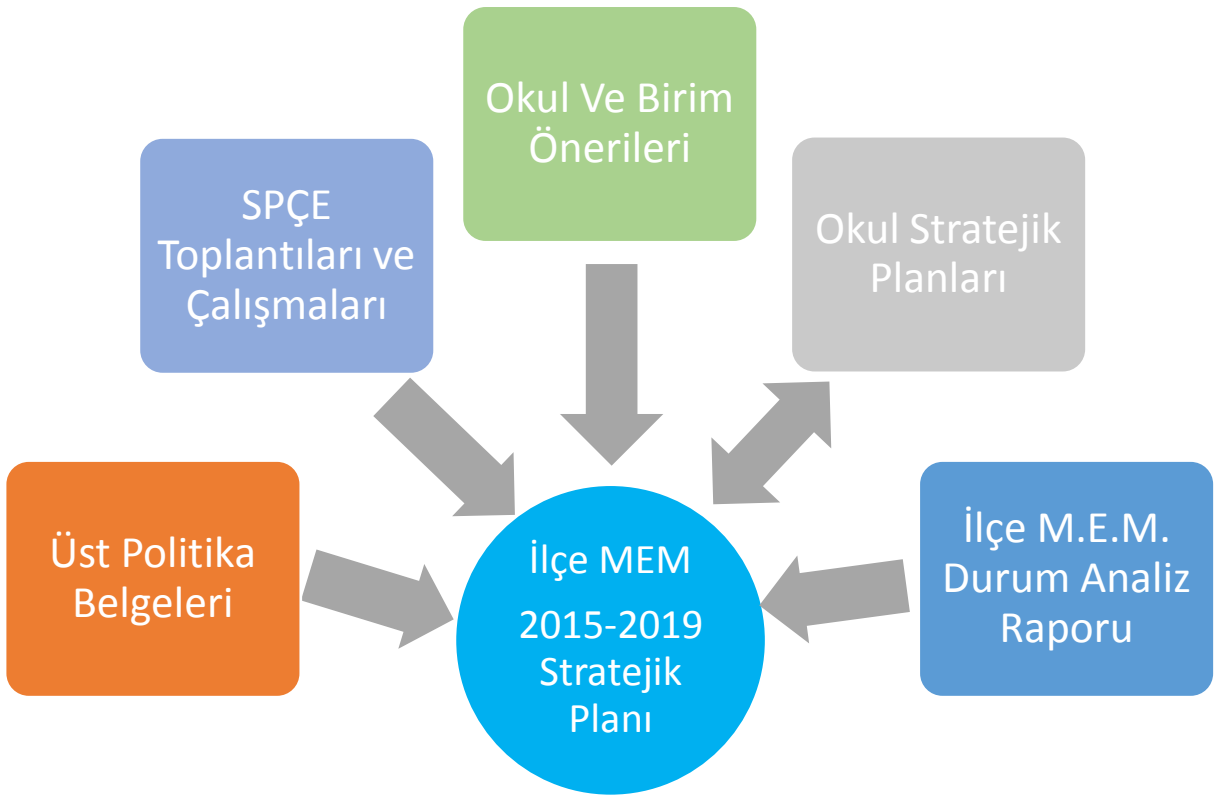 Okul Ve Birim
Önerileri
SPÇE
Toplantıları ve
Çalışmaları
Okul Stratejik
Planları
Üst Politika
Belgeleri
İlçe MEM
2015-2019
Stratejik
Planı
İlçe M.E.M.
Durum Analiz
Raporu